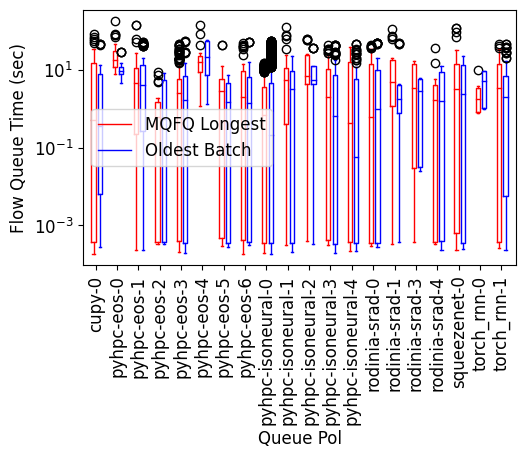 Flow Queue Time (sec)
10^1
10^-1
10^-3
MQFQ Longest
Oldest Batch
cupy-0
pyhpc-eos-0
pyhpc-eos-1
pyhpc-eos-2
pyhpc-eos-3
pyhpc-eos-4
pyhpc-eos-5
pyhpc-eos-6
pyhpc-isoneural-0
pyhpc-isoneural-1
pyhpc-isoneural-2
pyhpc-isoneural-3
pyhpc-isoneural-4
rodinia-srad-0
rodinia-srad-1
rodinia-srad-3
rodinia-srad-4
squeezenet-0
torch_rnn-0
torch_rnn-1
Queue Pol